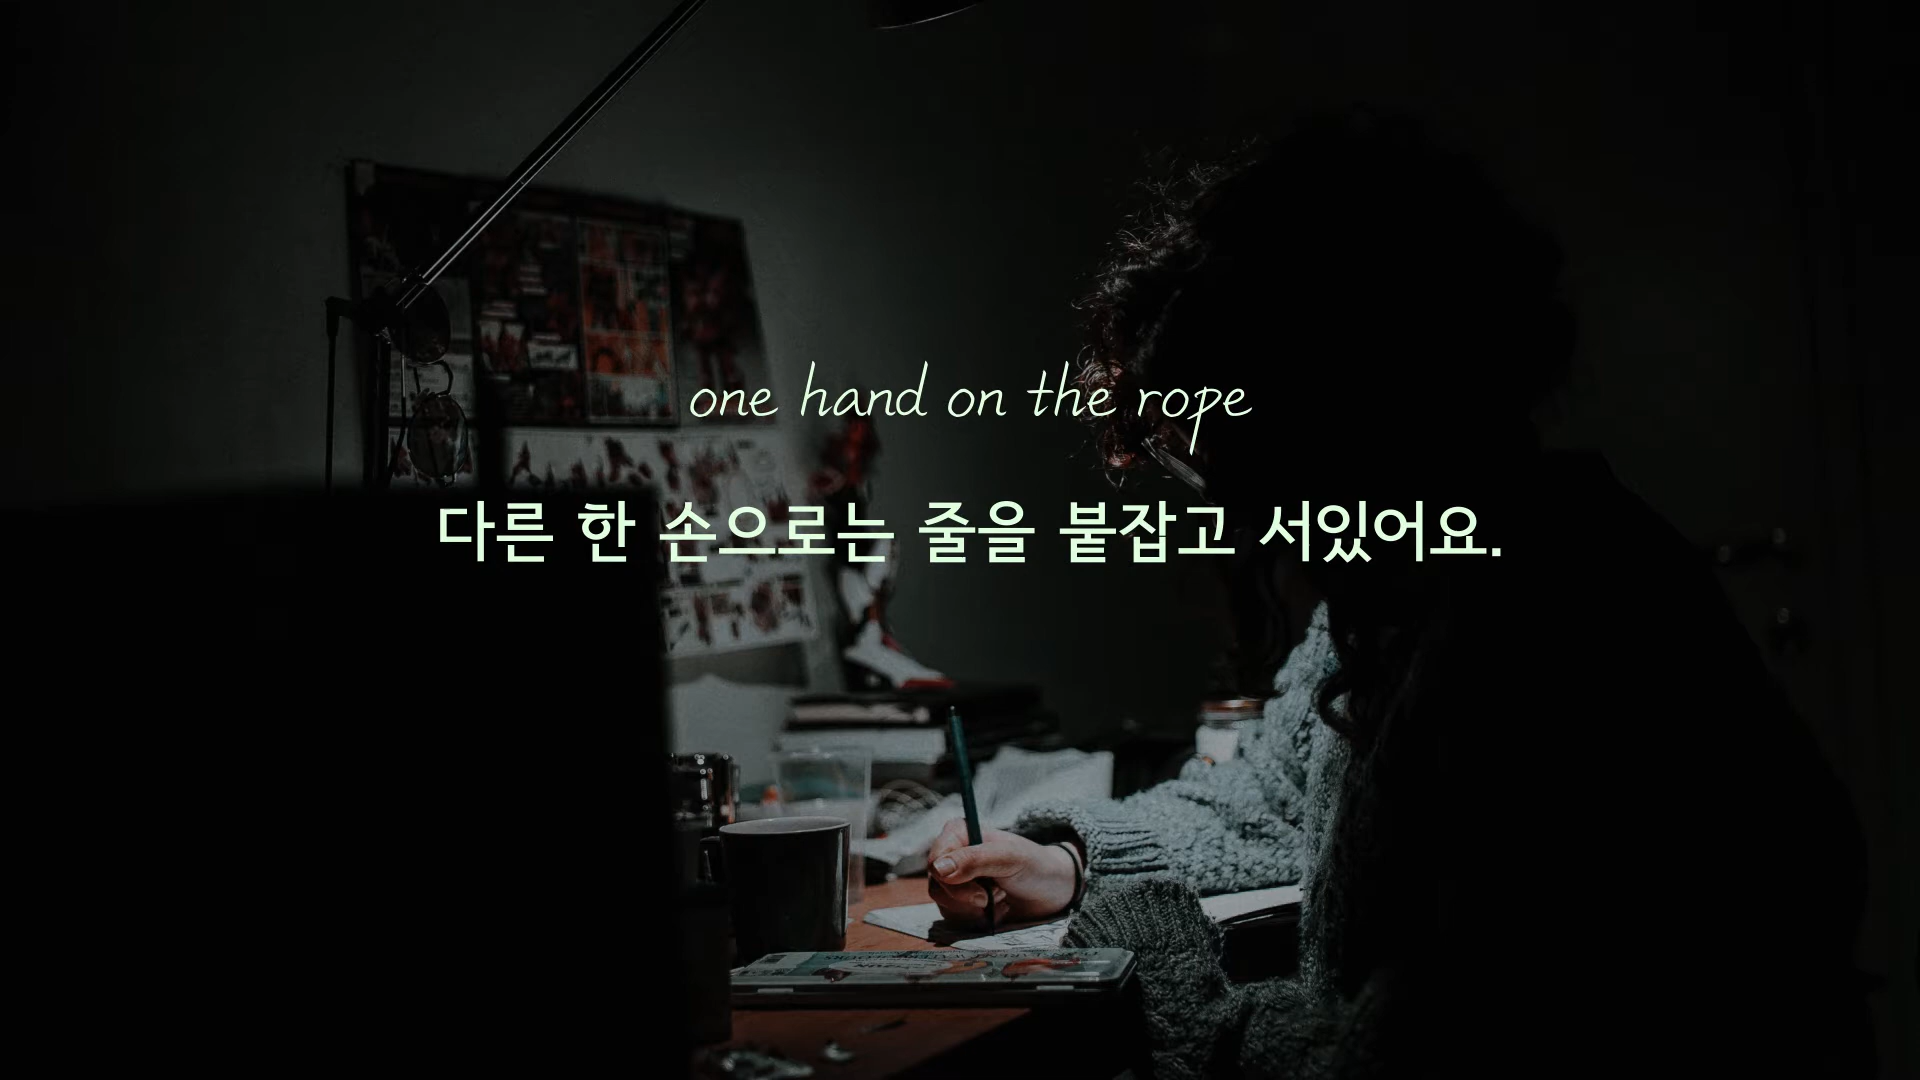 one hand on the rope
다른 한 손으로는 줄을 붙잡고 서있어요.